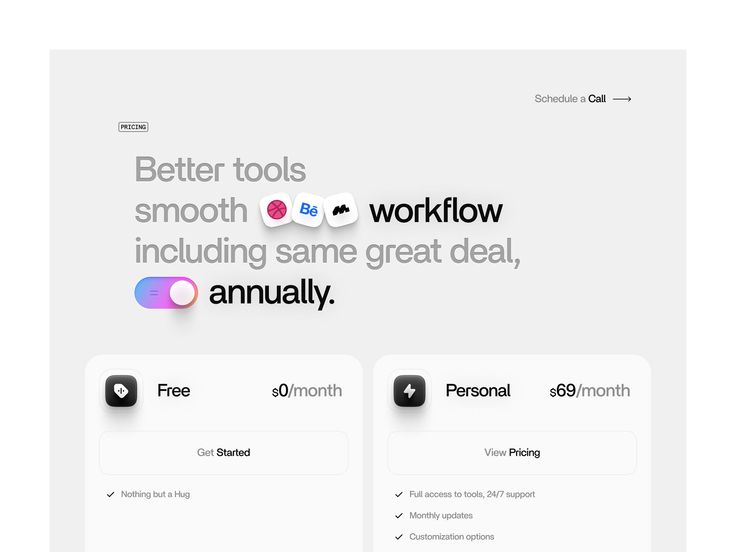 Schedule a Call
PRICING
Better tools
smooth Bē workflow
including same great deal,
annually.
Free $0/month
Get Started
Nothing but a Hug
Personal $69/month
View Pricing
Full access to tools, 24/7 support
Monthly updates
Customization options